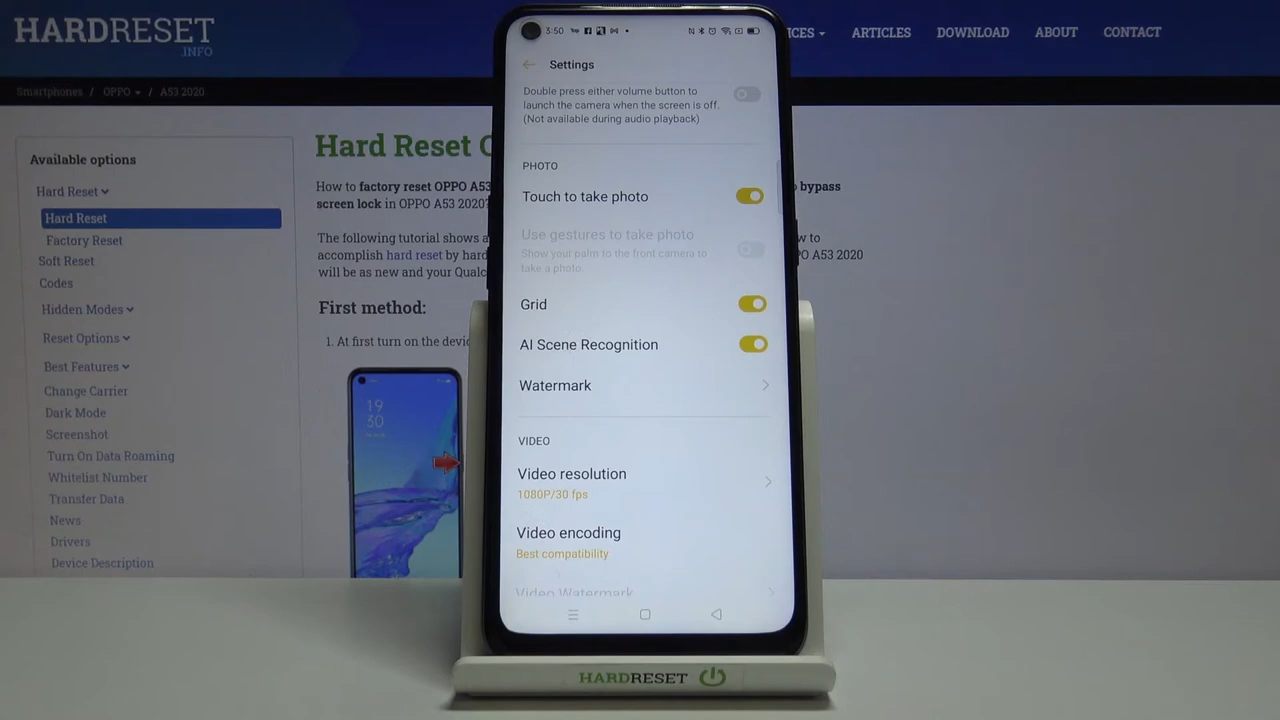 HARDRESET
.INFO
ARTICLES
DOWNLOAD
ABOUT
CONTACT
Smartphones / OPPO / A53 2020
Available options
Hard Reset
Hard Reset
Factory Reset
Soft Reset
Codes
Hidden Modes
Reset Options
Best Features
Change Carrier
Dark Mode
Screenshot
Turn On Data Roaming
Whitelist Number
Transfer Data
News
Drivers
Device Description
Hard Reset
How to factory reset OPPO A53
bypass
screen lock in OPPO A53 2020?
The following tutorial shows
accomplish hard reset by
OPPO A53 2020
will be as new and your
First method:
1. At first turn on the
19
30
3:50
Settings
Double press either volume button to
launch the camera when the screen is off.
(Not available during audio playback)
PHOTO
Touch to take photo
Use gestures to take photo
Show your palm to the front camera to
take a photo.
Grid
AI Scene Recognition
Watermark
VIDEO
Video resolution
1080P/30 fps
Video encoding
Best compatibility
Video Watermark
HARDRESET